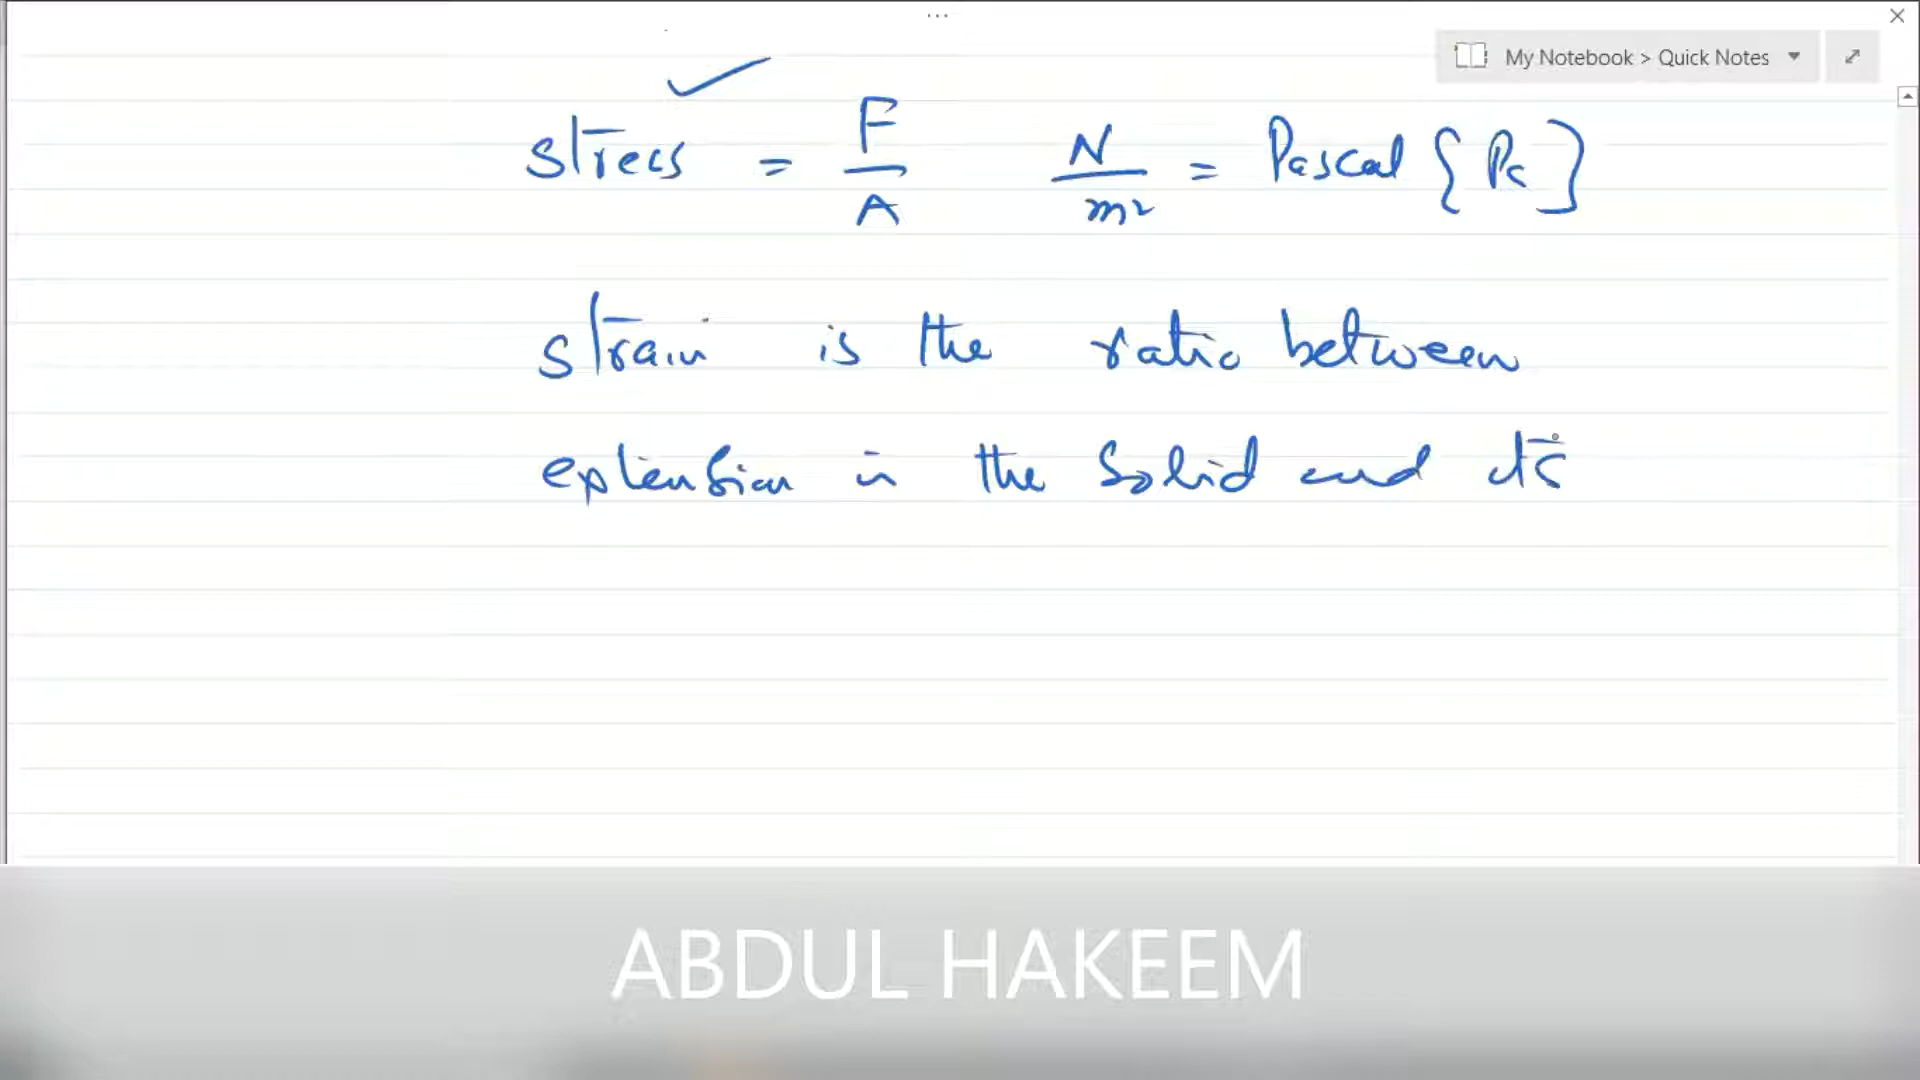 ...
My Notebook > Quick Notes
stress = F/A N/m² = Pascal {Pa}
strain is the ratio between
extension in the solid and its
ABDUL HAKEEM